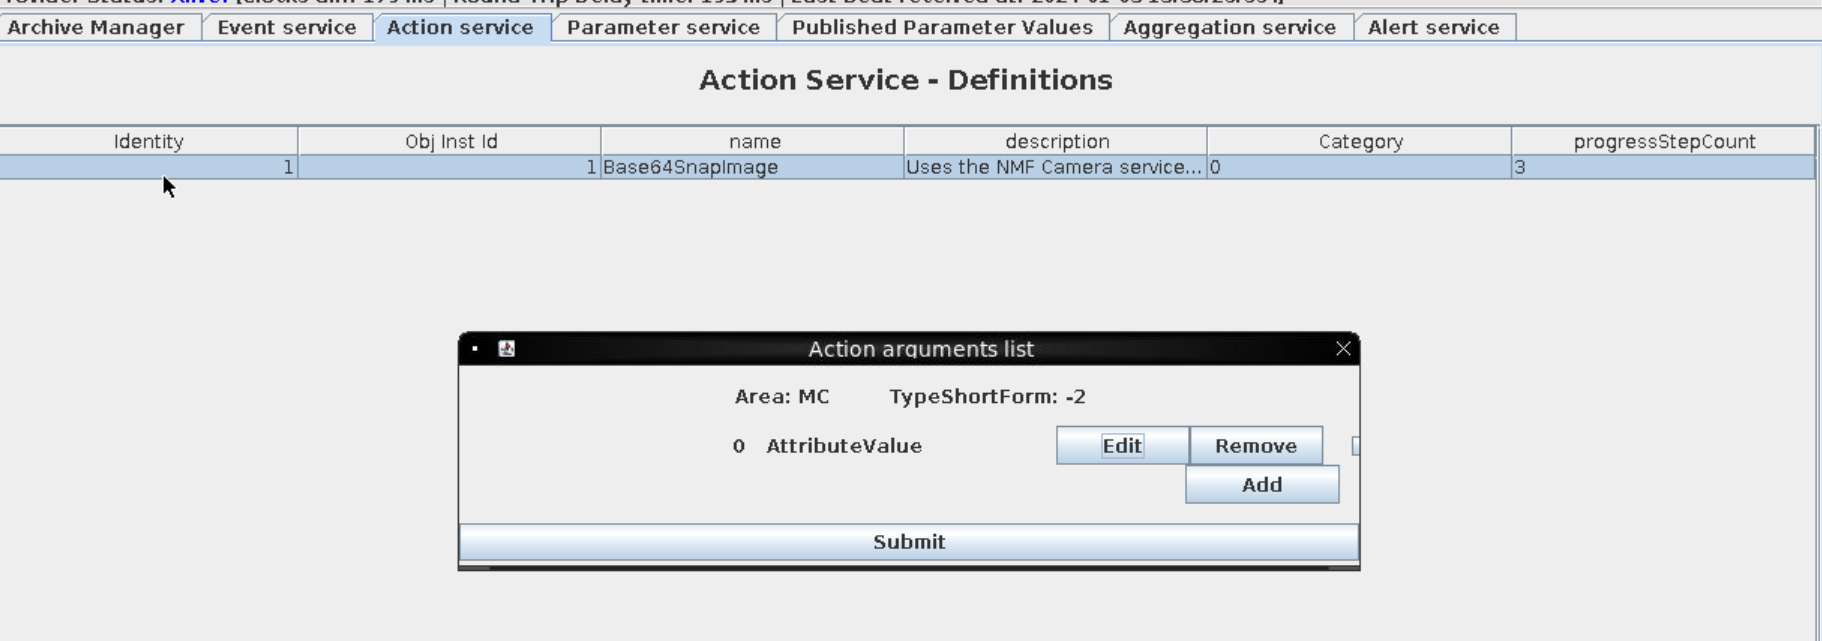 Archive Manager Event service Action service Parameter service Published Parameter Values Aggregation service Alert service
Action Service - Definitions
Identity Obj Inst Id name description Category progressStepCount
1 1 Base64SnapImage Uses the NMF Camera service... 0 3
Action arguments list
Area: MC TypeShortForm: -2
0 AttributeValue Edit Remove
Add
Submit